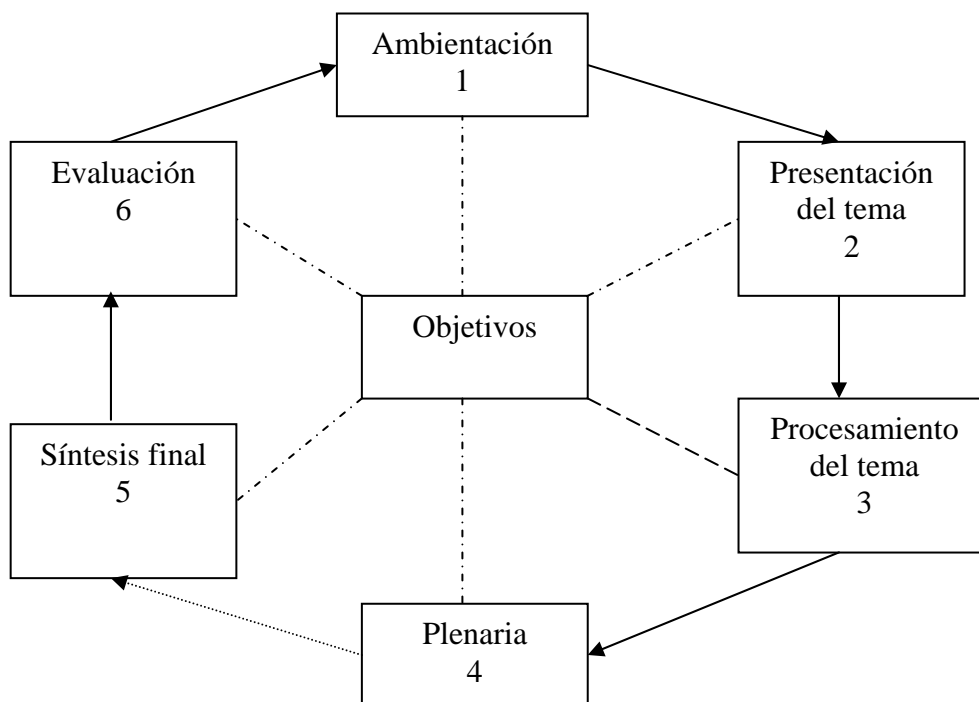 Ambientación
1
Presentación
del tema
2
Procesamiento
del tema
3
Plenaria
4
Síntesis final
5
Evaluación
6
Objetivos